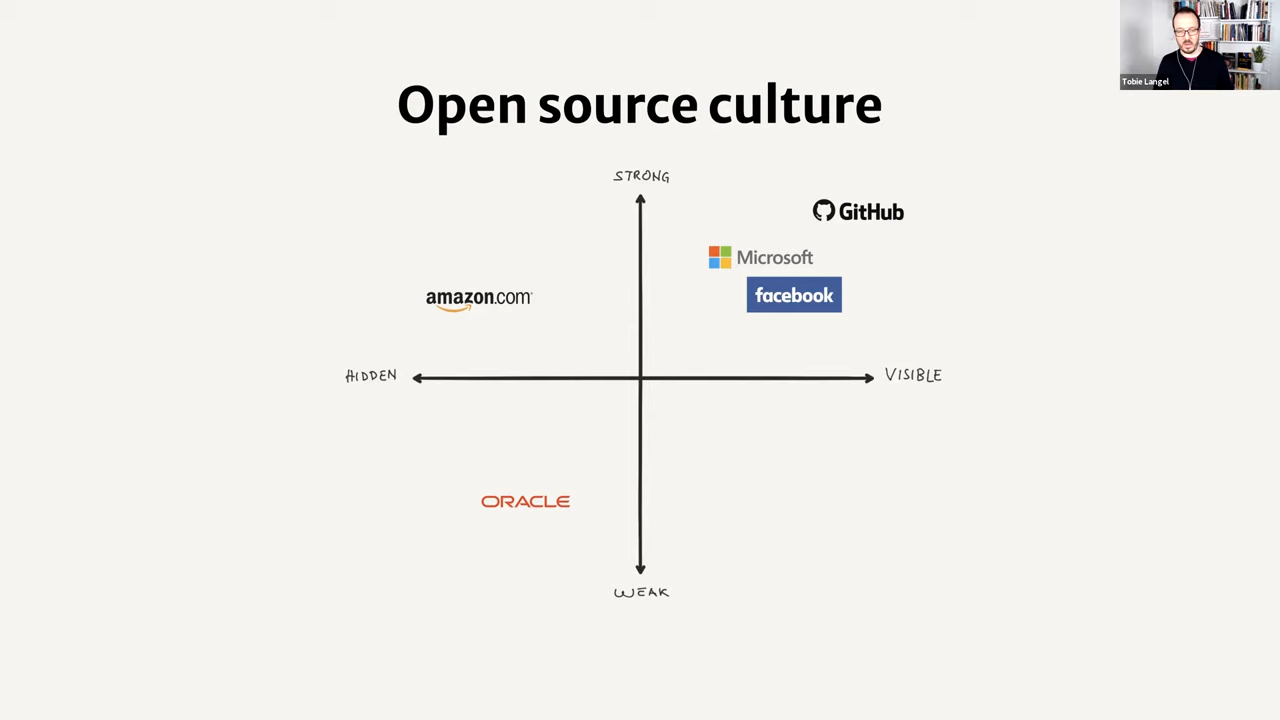 Tobie Langel
Open source culture
STRONG
GitHub
Microsoft
amazon.com
facebook
HIDDEN
VISIBLE
ORACLE
WEAK